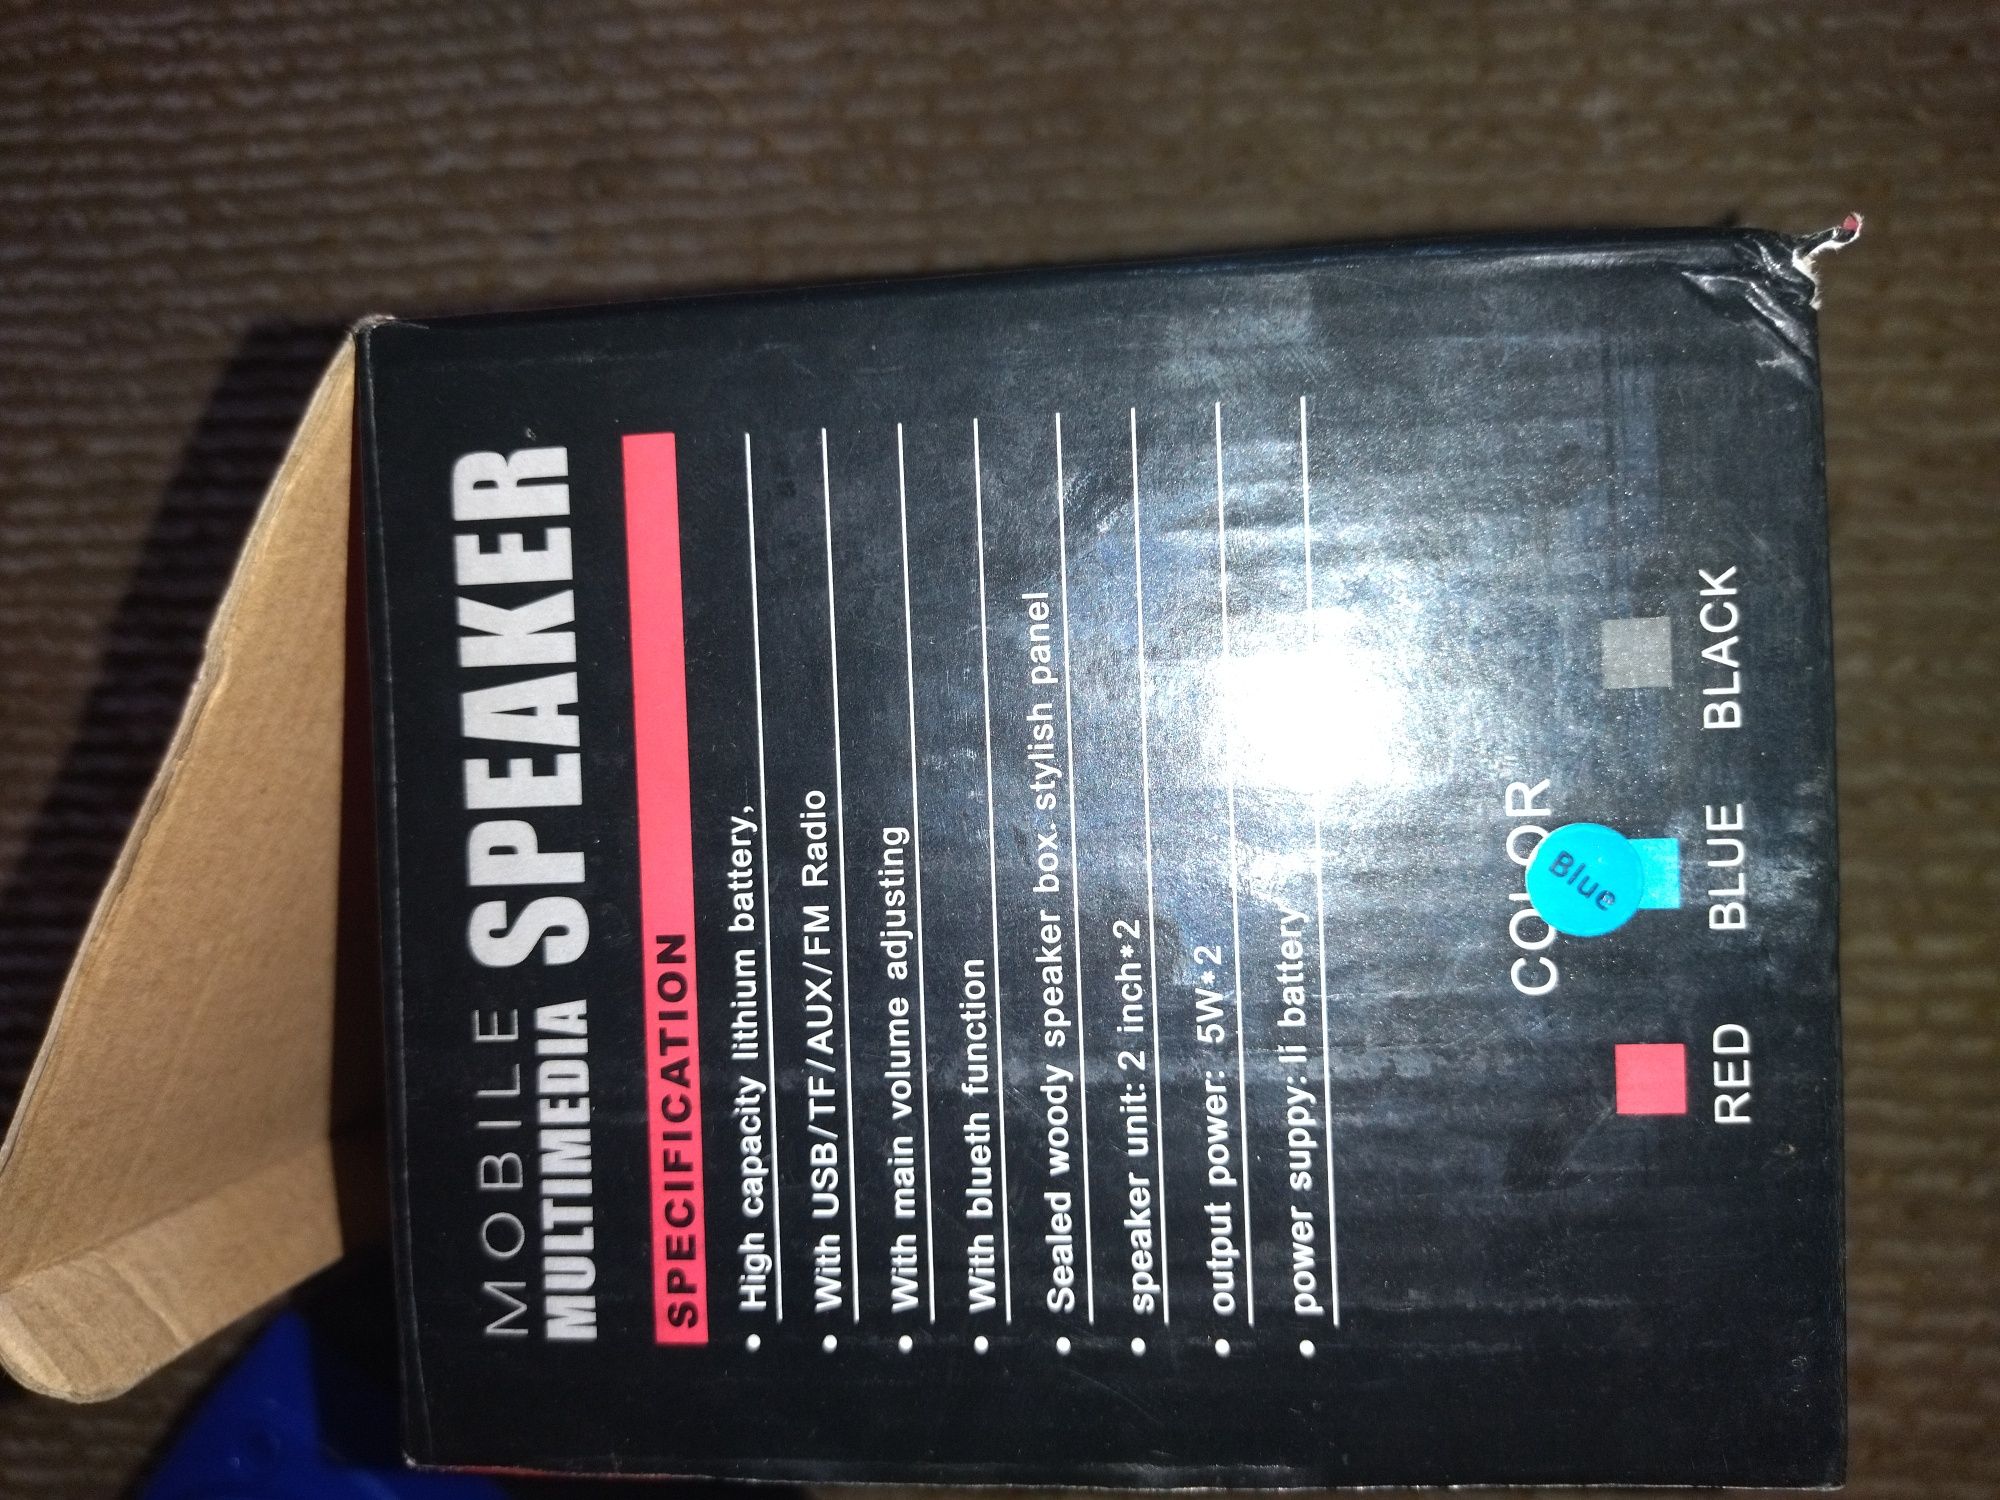 MOBILE
MULTIMEDIA SPEAKER
SPECIFICATION
• High capacity lithium battery,
• With USB/TF/AUX/FM Radio
• With main volume adjusting
• With blueth function
• Sealed woody speaker box. stylish panel
• speaker unit: 2 inch*2
• output power: 5W*2
• power suppy: li battery
COLOR
Blue
RED BLUE BLACK